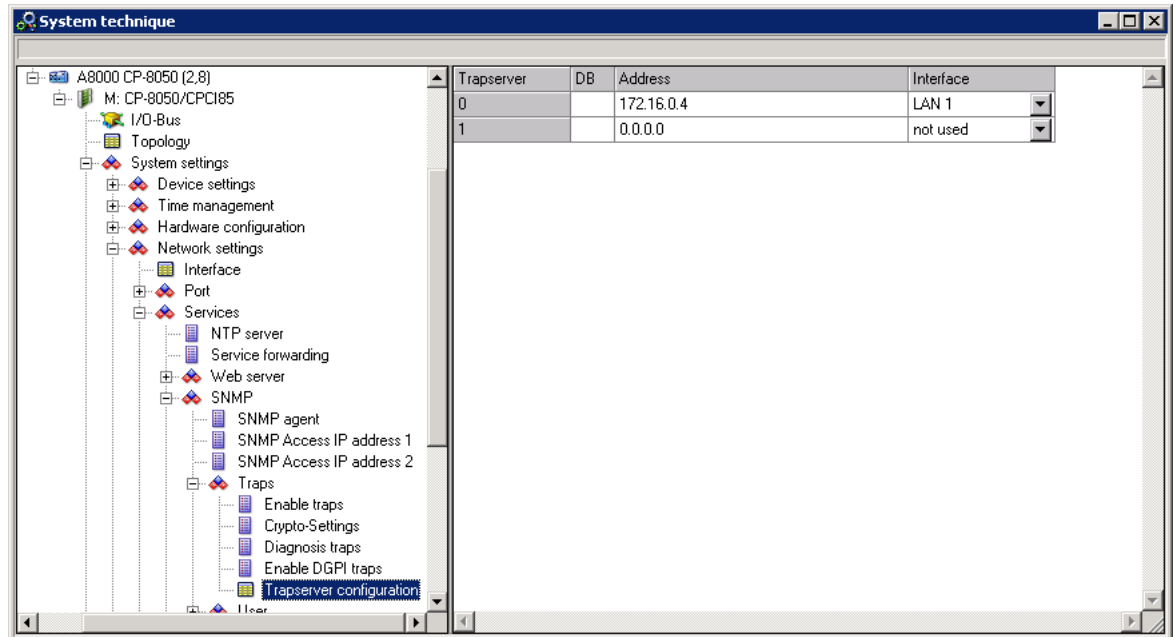 System technique
A8000 CP-8050 (2,8)
M: CP-8050/CPCI85
I/O-Bus
Topology
System settings
Device settings
Time management
Hardware configuration
Network settings
Interface
Port
Services
NTP server
Service forwarding
Web server
SNMP
SNMP agent
SNMP Access IP address 1
SNMP Access IP address 2
Traps
Enable traps
Crypto-Settings
Diagnosis traps
Enable DGPI traps
Trapserver configuration
User
Trapserver DB Address Interface
0 172.16.0.4 LAN 1
1 0.0.0.0 not used